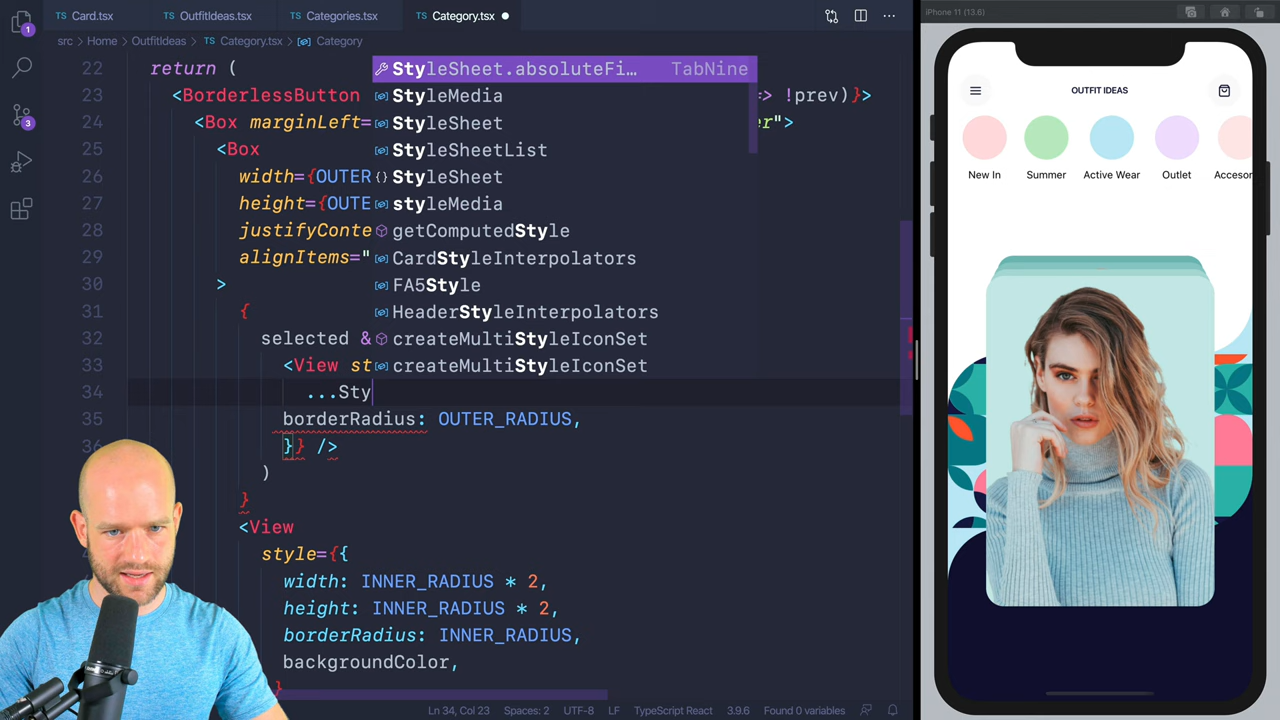 Card.tsx
OutfitIdeas.tsx
Categories.tsx
Category.tsx
iPhone 11 (13.6)
src › Home › OutfitIdeas › Category.tsx › Category
22 return (
23 <BorderlessButton > !prev)}>
24 <Box marginLeft= er">
25 <Box
26 width={OUTER
27 height={OUTE
28 justifyConte
29 alignItems="
30 >
31 {
32 selected &
33 <View st
34 ...Sty
35 borderRadius: OUTER_RADIUS,
36 }} />
)
}
<View
style={{
width: INNER_RADIUS * 2,
height: INNER_RADIUS * 2,
borderRadius: INNER_RADIUS,
backgroundColor,
}
StyleSheet.absoluteFi… TabNine
StyleMedia
StyleSheet
StyleSheetList
StyleSheet
styleMedia
getComputedStyle
CardStyleInterpolators
FA5Style
HeaderStyleInterpolators
createMultiStyleIconSet
createMultiStyleIconSet
1
3
Ln 34, Col 23 Spaces: 2 UTF-8 LF TypeScript React 3.9.6 Found 0 variables
OUTFIT IDEAS
New In Summer Active Wear Outlet Accesor